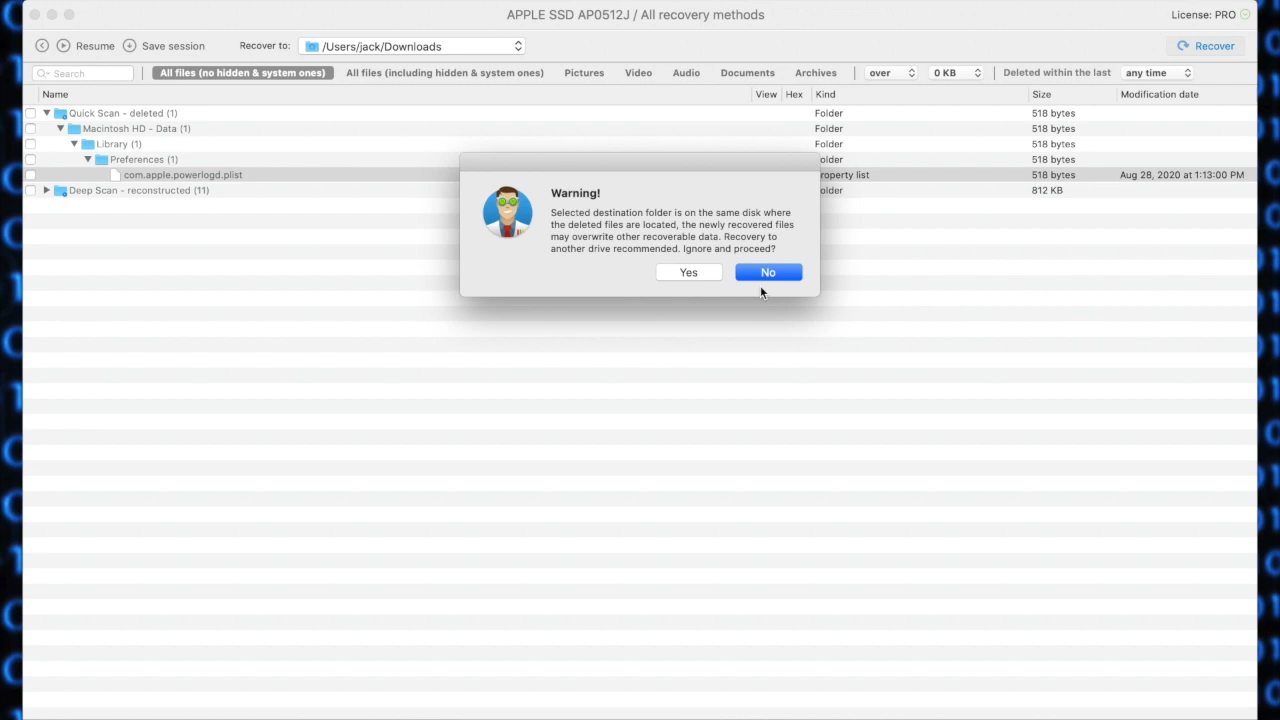 APPLE SSD AP0512J / All recovery methods
License: PRO
Resume
Save session
Recover to:
/Users/jack/Downloads
Recover
Search
All files (no hidden & system ones)
All files (including hidden & system ones)
Pictures
Video
Audio
Documents
Archives
over
0 KB
Deleted within the last
any time
Name
View
Hex
Kind
Size
Modification date
Quick Scan - deleted (1)
Folder
518 bytes
Macintosh HD - Data (1)
Folder
518 bytes
Library (1)
Folder
518 bytes
Preferences (1)
older
518 bytes
com.apple.powerlogd.plist
roperty list
518 bytes
Aug 28, 2020 at 1:13:00 PM
Deep Scan - reconstructed (11)
older
812 KB
Warning!
Selected destination folder is on the same disk where
the deleted files are located, the newly recovered files
may overwrite other recoverable data. Recovery to
another drive recommended. Ignore and proceed?
Yes
No